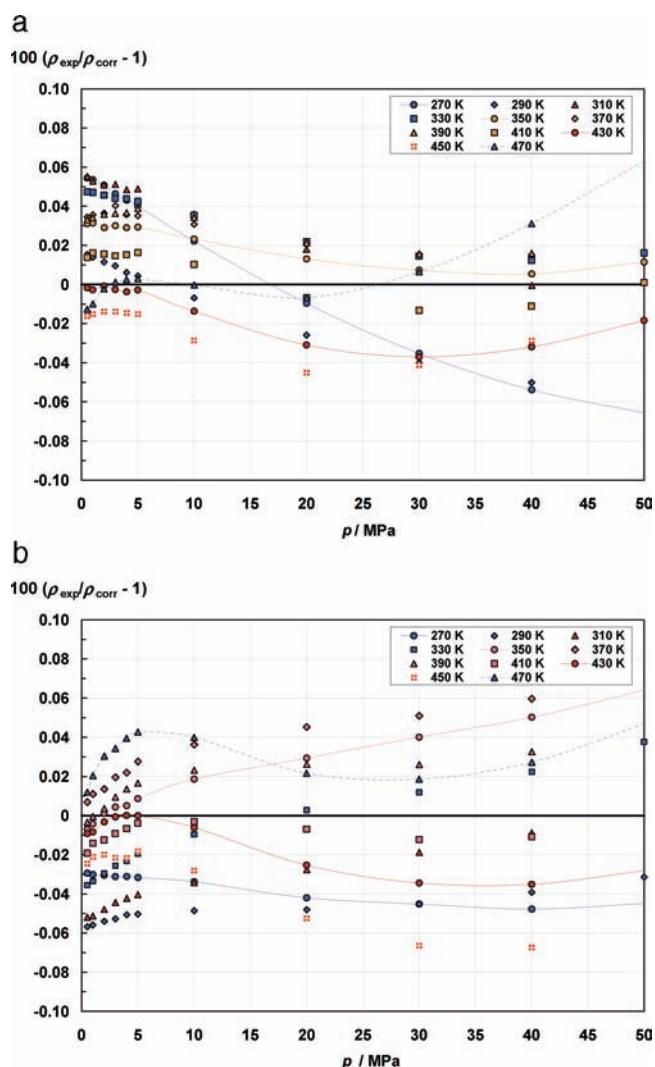 a
100 (ρexp/ρcorr - 1)
0.10
270 K 290 K 310 K
0.08
330 K 350 K 370 K
390 K 410 K 430 K
450 K 470 K
0.06
0.04
0.02
0
-0.02
-0.04
-0.06
-0.08
-0.10
0 5 10 15 20 25 30 35 40 45 50
p / MPa
b
100 (ρexp/ρcorr - 1)
0.10
270 K 290 K 310 K
0.08
330 K 350 K 370 K
390 K 410 K 430 K
450 K 470 K
0.06
0.04
0.02
0
-0.02
-0.04
-0.06
-0.08
-0.10
0 5 10 15 20 25 30 35 40 45 50
p / MPa